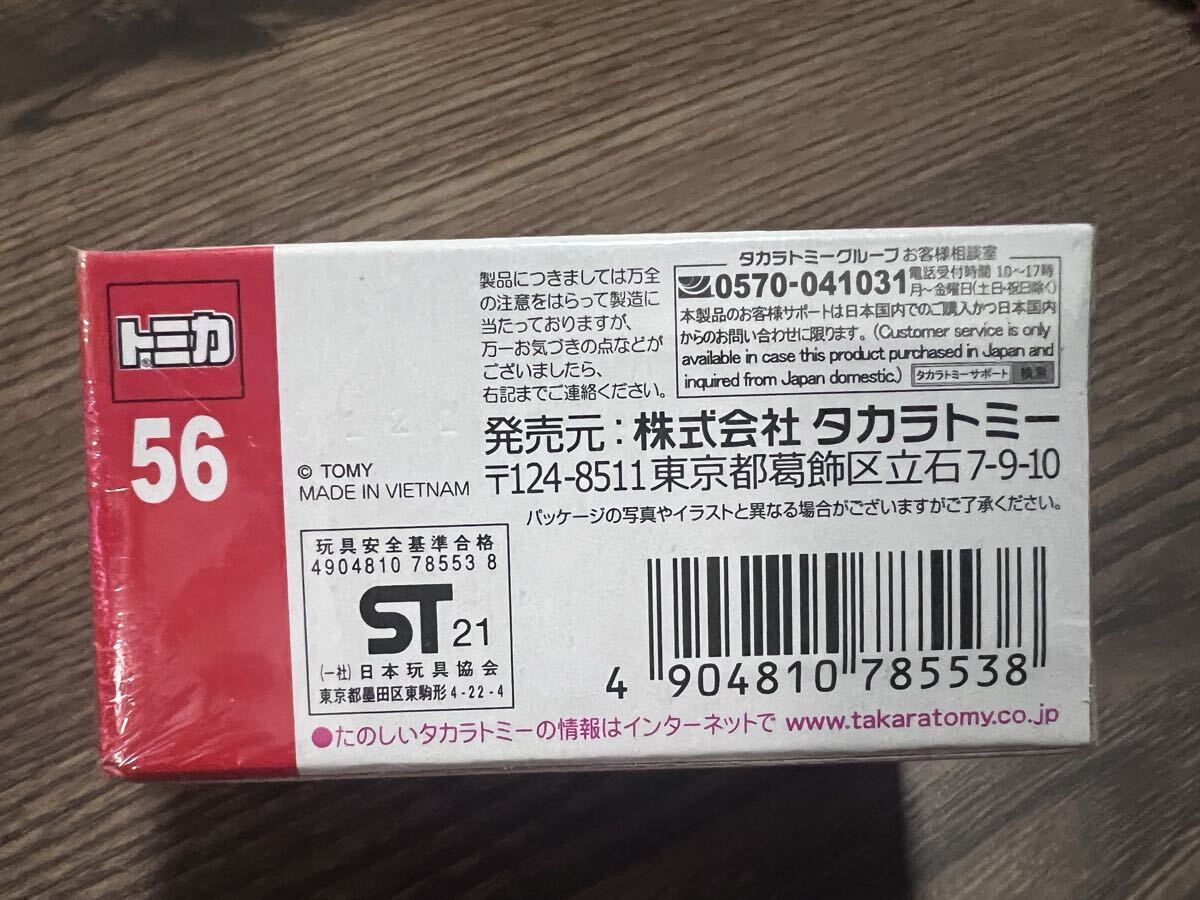 トミカ
56
© TOMY
MADE IN VIETNAM
製品につきましては万全
の注意をはらって製造に
当たっておりますが、
万一お気づきの点などが
ございましたら、
右記までご連絡ください。
タカラトミーグループお客様相談室
0570-041031
電話受付時間 10〜17時
月〜金曜日(土日・祝日除く)
本製品のお客様サポートは日本国内でのご購入かつ日本国内
からのお問い合わせに限ります。(Customer service is only
available in case this product purchased in Japan and
inquired from Japan domestic.) タカラトミーサポート 検索
発売元:株式会社 タカラトミー
〒124-8511 東京都葛飾区立石7-9-10
パッケージの写真やイラストと異なる場合がございますがご了承ください。
玩具安全基準合格
4904810 78553 8
ST 21
(一社)日本玩具協会
東京都墨田区東駒形4-22-4
4 904810 785538
●たのしいタカラトミーの情報はインターネットで www.takaratomy.co.jp